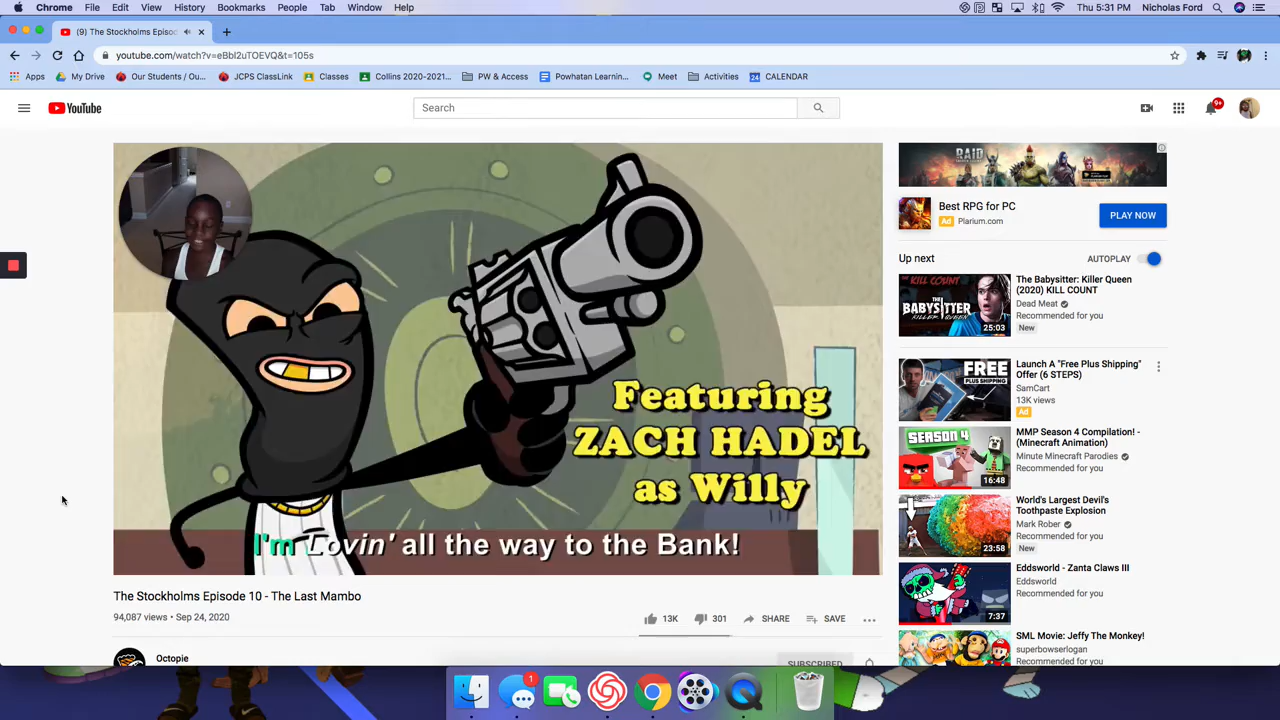 Chrome File Edit View History Bookmarks People Tab Window Help Thu 5:31 PM Nicholas Ford
(9) The Stockholms Episod
youtube.com/watch?v=eBbl2uTOEVQ&t=105s
Apps My Drive Our Students / Ou... JCPS ClassLink Classes Collins 2020-2021... PW & Access Powhatan Learnin... Meet Activities 24 CALENDAR
YouTube Search 9+
RAID
Best RPG for PC
Ad Plarium.com
PLAY NOW
Up next AUTOPLAY
KILL COUNT
THE BABYSITTER
KILLER QUEEN
25:03
The Babysitter: Killer Queen
(2020) KILL COUNT
Dead Meat
Recommended for you
New
FREE
PLUS SHIPPING
Launch A "Free Plus Shipping"
Offer (6 STEPS)
SamCart
13K views
Ad
SEASON 4
16:48
MMP Season 4 Compilation! -
(Minecraft Animation)
Minute Minecraft Parodies
Recommended for you
23:58
World's Largest Devil's
Toothpaste Explosion
Mark Rober
Recommended for you
New
7:37
Eddsworld - Zanta Claws III
Eddsworld
Recommended for you
SML Movie: Jeffy The Monkey!
superbowserlogan
Recommended for you
Featuring
ZACH HADEL
as Willy
I'm Lovin' all the way to the Bank!
The Stockholms Episode 10 - The Last Mambo
94,087 views • Sep 24, 2020
13K 301 SHARE SAVE
Octopie
SUBSCRIBED
1